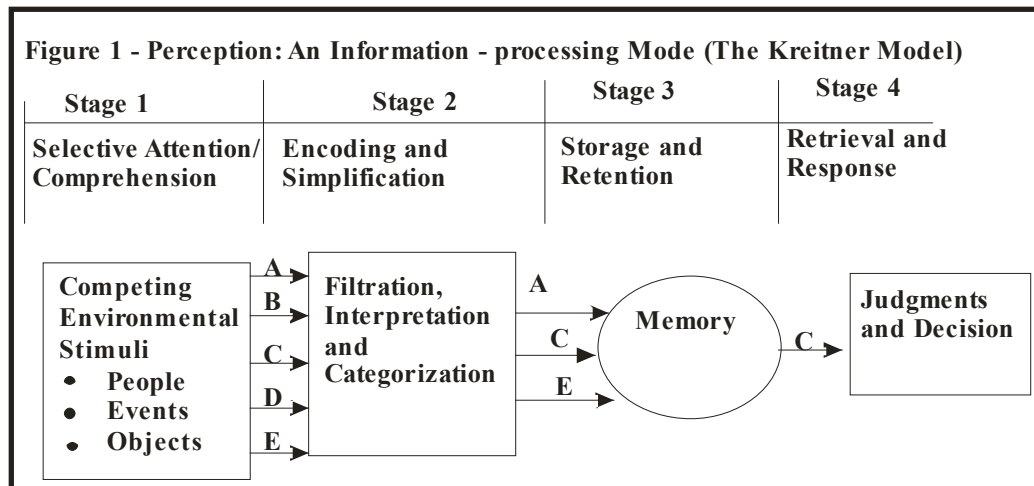 Figure 1 - Perception: An Information - processing Mode (The Kreitner Model)
Stage 1
Stage 2
Stage 3
Stage 4
Selective Attention/
Comprehension
Encoding and
Simplification
Storage and
Retention
Retrieval and
Response
Competing
Environmental
Stimuli
• People
• Events
• Objects
A
B
C
D
E
Filtration,
Interpretation
and
Categorization
A
C
E
Memory
C
Judgments
and Decision